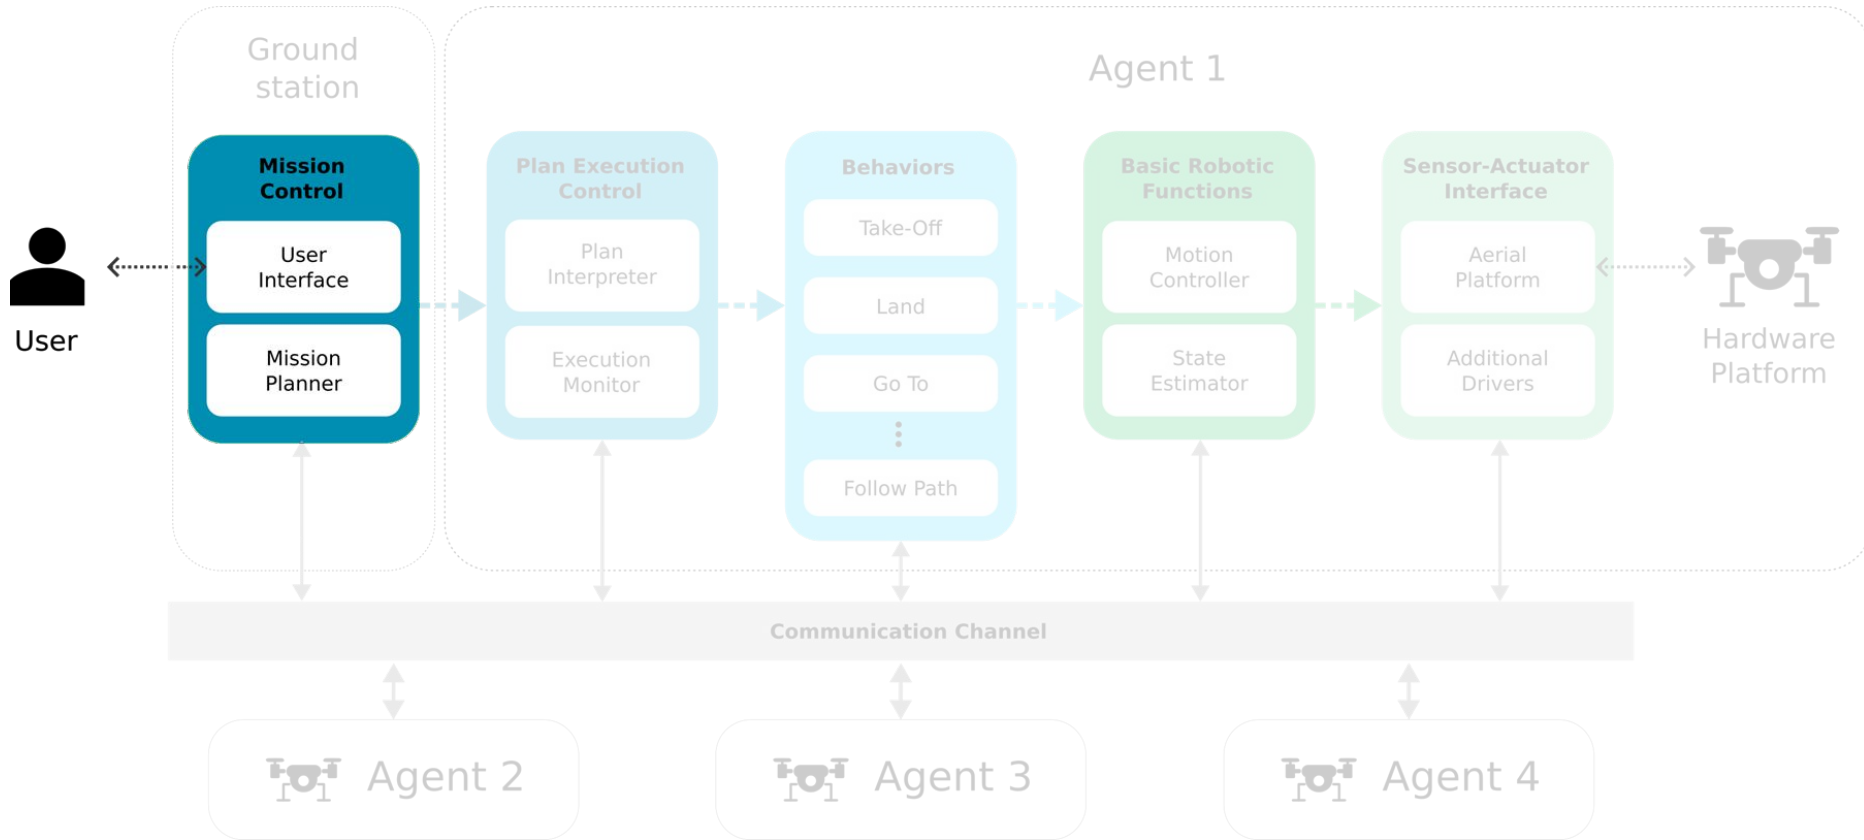 Ground
station
Agent 1
Mission
Control
User
Interface
Mission
Planner
User
Plan Execution
Control
Plan
Interpreter
Execution
Monitor
Behaviors
Take-Off
Land
Go To
Follow Path
Basic Robotic
Functions
Motion
Controller
State
Estimator
Sensor-Actuator
Interface
Aerial
Platform
Additional
Drivers
Hardware
Platform
Communication Channel
Agent 2
Agent 3
Agent 4